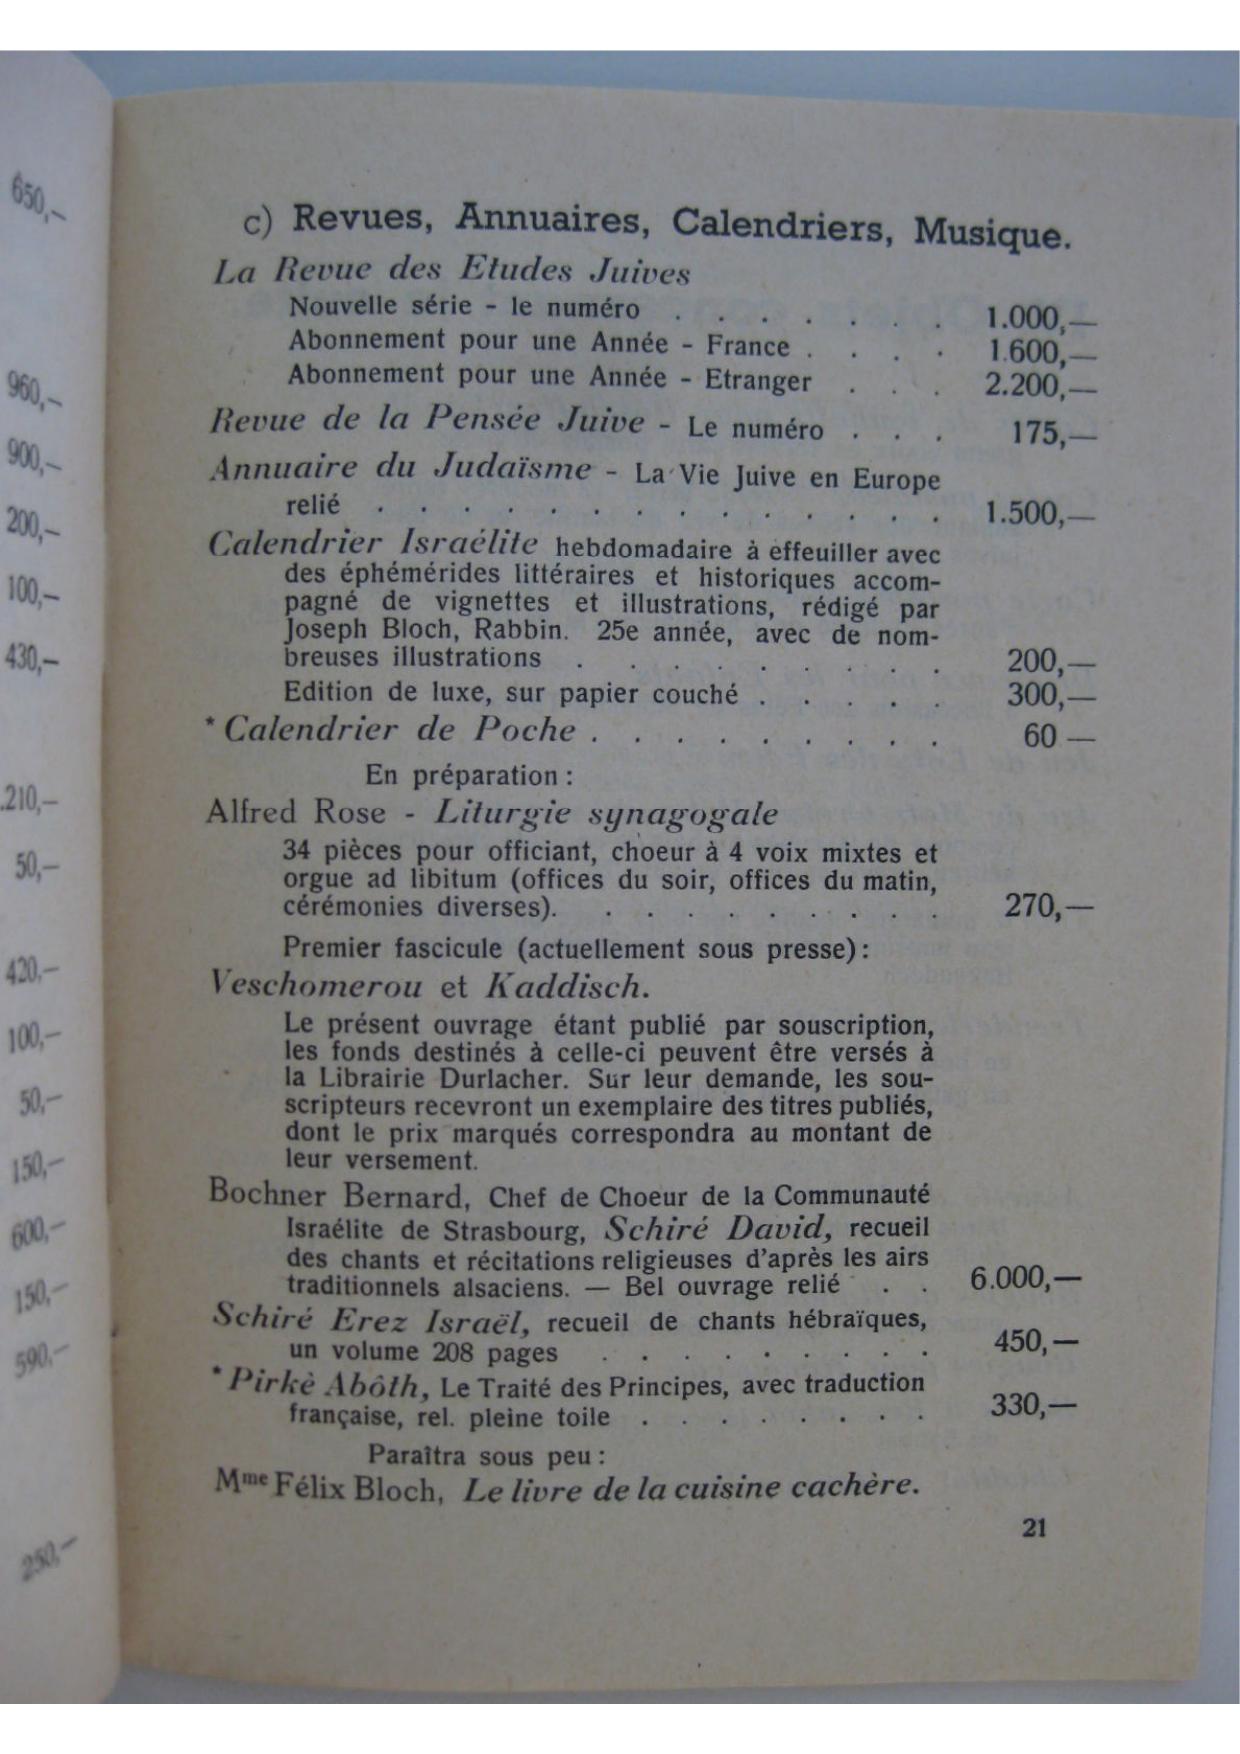 650,—
960,—
900,—
200,—
100,—
430,—
.210,—
50,—
420,—
100,—
50,—
150,—
600,—
150,—
590,—
250,—
c) Revues, Annuaires, Calendriers, Musique.
La Revue des Etudes Juives
Nouvelle série - le numéro . . . . . . . 1.000,—
Abonnement pour une Année - France . . . . 1.600,—
Abonnement pour une Année - Etranger . . . 2.200,—
Revue de la Pensée Juive - Le numéro . . . 175,—
Annuaire du Judaïsme - La Vie Juive en Europe
relié . . . . . . . . . . . . . . 1.500,—
Calendrier Israélite hebdomadaire à effeuiller avec
des éphémérides littéraires et historiques accom-
pagné de vignettes et illustrations, rédigé par
Joseph Bloch, Rabbin. 25e année, avec de nom-
breuses illustrations . . . . . . . . . 200,—
Edition de luxe, sur papier couché . . . . . 300,—
* Calendrier de Poche . . . . . . . . . 60 —
En préparation :
Alfred Rose - Liturgie synagogale
34 pièces pour officiant, choeur à 4 voix mixtes et
orgue ad libitum (offices du soir, offices du matin,
cérémonies diverses). . . . . . . . . . 270,—
Premier fascicule (actuellement sous presse) :
Veschomerou et Kaddisch.
Le présent ouvrage étant publié par souscription,
les fonds destinés à celle-ci peuvent être versés à
la Librairie Durlacher. Sur leur demande, les sou-
scripteurs recevront un exemplaire des titres publiés,
dont le prix marqués correspondra au montant de
leur versement.
Bochner Bernard, Chef de Choeur de la Communauté
Israélite de Strasbourg, Schiré David, recueil
des chants et récitations religieuses d'après les airs
traditionnels alsaciens. — Bel ouvrage relié . . 6.000,—
Schiré Erez Israël, recueil de chants hébraïques,
un volume 208 pages . . . . . . . . . 450,—
* Pirkè Abôth, Le Traité des Principes, avec traduction
française, rel. pleine toile . . . . . . . . 330,—
Paraîtra sous peu :
Mme Félix Bloch, Le livre de la cuisine cachère.
21